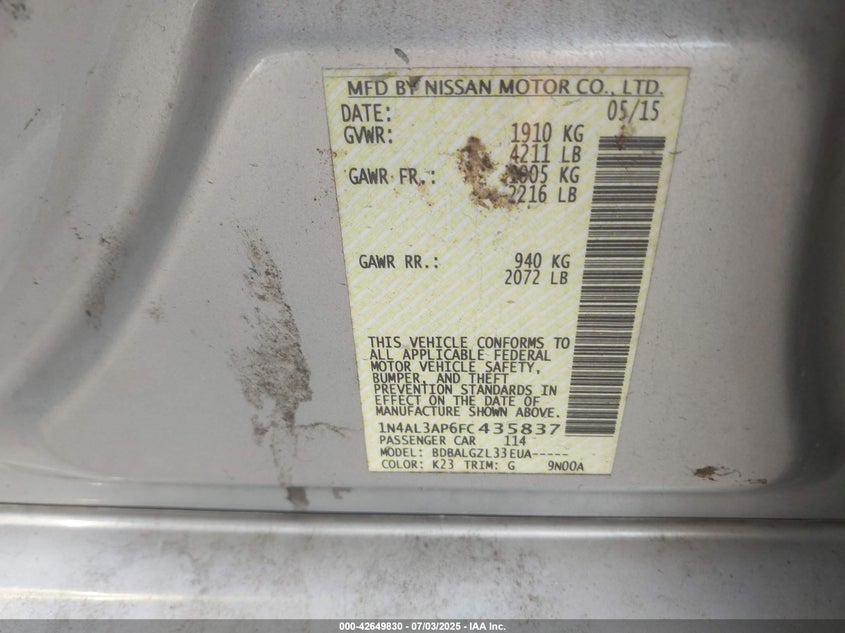 MFD BY NISSAN MOTOR CO., LTD.
DATE: 05/15
GVWR: 1910 KG
4211 LB
GAWR FR.: 1005 KG
2216 LB
GAWR RR.: 940 KG
2072 LB
THIS VEHICLE CONFORMS TO
ALL APPLICABLE FEDERAL
MOTOR VEHICLE SAFETY,
BUMPER, AND THEFT
PREVENTION STANDARDS IN
EFFECT ON THE DATE OF
MANUFACTURE SHOWN ABOVE.
1N4AL3AP6FC435837
PASSENGER CAR 114
MODEL: BDBALGZL33EUA-----
COLOR: K23 TRIM: G 9N00A
000-42649830 - 07/03/2025 - IAA Inc.